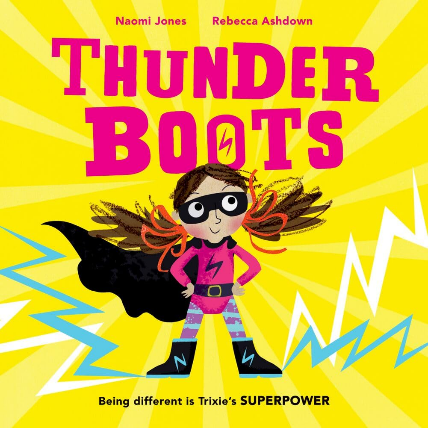 Naomi Jones Rebecca Ashdown
THUNDER
BOOTS
Being different is Trixie's SUPERPOWER